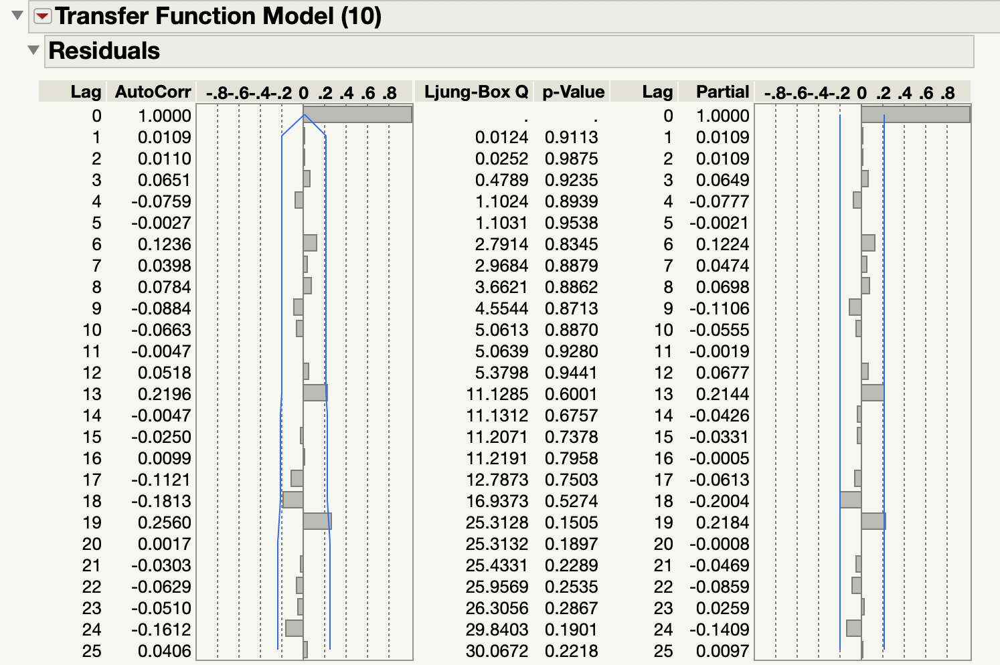 Transfer Function Model (10)
Residuals
Lag AutoCorr -.8-.6-.4-.2 0 .2 .4 .6 .8 Ljung-Box Q p-Value Lag Partial -.8-.6-.4-.2 0 .2 .4 .6 .8
0 1.0000 . . 0 1.0000
1 0.0109 0.0124 0.9113 1 0.0109
2 0.0110 0.0252 0.9875 2 0.0109
3 0.0651 0.4789 0.9235 3 0.0649
4 -0.0759 1.1024 0.8939 4 -0.0777
5 -0.0027 1.1031 0.9538 5 -0.0021
6 0.1236 2.7914 0.8345 6 0.1224
7 0.0398 2.9684 0.8879 7 0.0474
8 0.0784 3.6621 0.8862 8 0.0698
9 -0.0884 4.5544 0.8713 9 -0.1106
10 -0.0663 5.0613 0.8870 10 -0.0555
11 -0.0047 5.0639 0.9280 11 -0.0019
12 0.0518 5.3798 0.9441 12 0.0677
13 0.2196 11.1285 0.6001 13 0.2144
14 -0.0047 11.1312 0.6757 14 -0.0426
15 -0.0250 11.2071 0.7378 15 -0.0331
16 0.0099 11.2191 0.7958 16 -0.0005
17 -0.1121 12.7873 0.7503 17 -0.0613
18 -0.1813 16.9373 0.5274 18 -0.2004
19 0.2560 25.3128 0.1505 19 0.2184
20 0.0017 25.3132 0.1897 20 -0.0008
21 -0.0303 25.4331 0.2289 21 -0.0469
22 -0.0629 25.9569 0.2535 22 -0.0859
23 -0.0510 26.3056 0.2867 23 0.0259
24 -0.1612 29.8403 0.1901 24 -0.1409
25 0.0406 30.0672 0.2218 25 0.0097